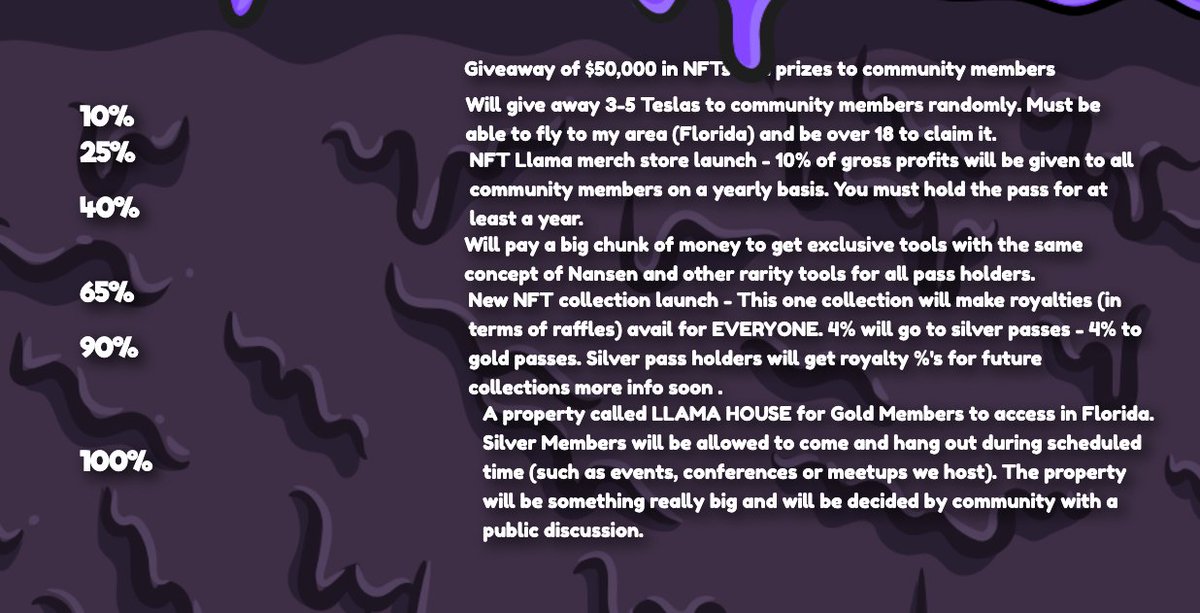 Giveaway of $50,000 in NFTs prizes to community members
10%
Will give away 3-5 Teslas to community members randomly. Must be
able to fly to my area (Florida) and be over 18 to claim it.
25%
NFT Llama merch store launch - 10% of gross profits will be given to all
community members on a yearly basis. You must hold the pass for at
least a year.
40%
Will pay a big chunk of money to get exclusive tools with the same
concept of Nansen and other rarity tools for all pass holders.
65%
New NFT collection launch - This one collection will make royalties (in
terms of raffles) avail for EVERYONE. 4% will go to silver passes - 4% to
gold passes. Silver pass holders will get royalty %'s for future
collections more info soon .
90%
A property called LLAMA HOUSE for Gold Members to access in Florida.
Silver Members will be allowed to come and hang out during scheduled
time (such as events, conferences or meetups we host). The property
will be something really big and will be decided by community with a
public discussion.
100%